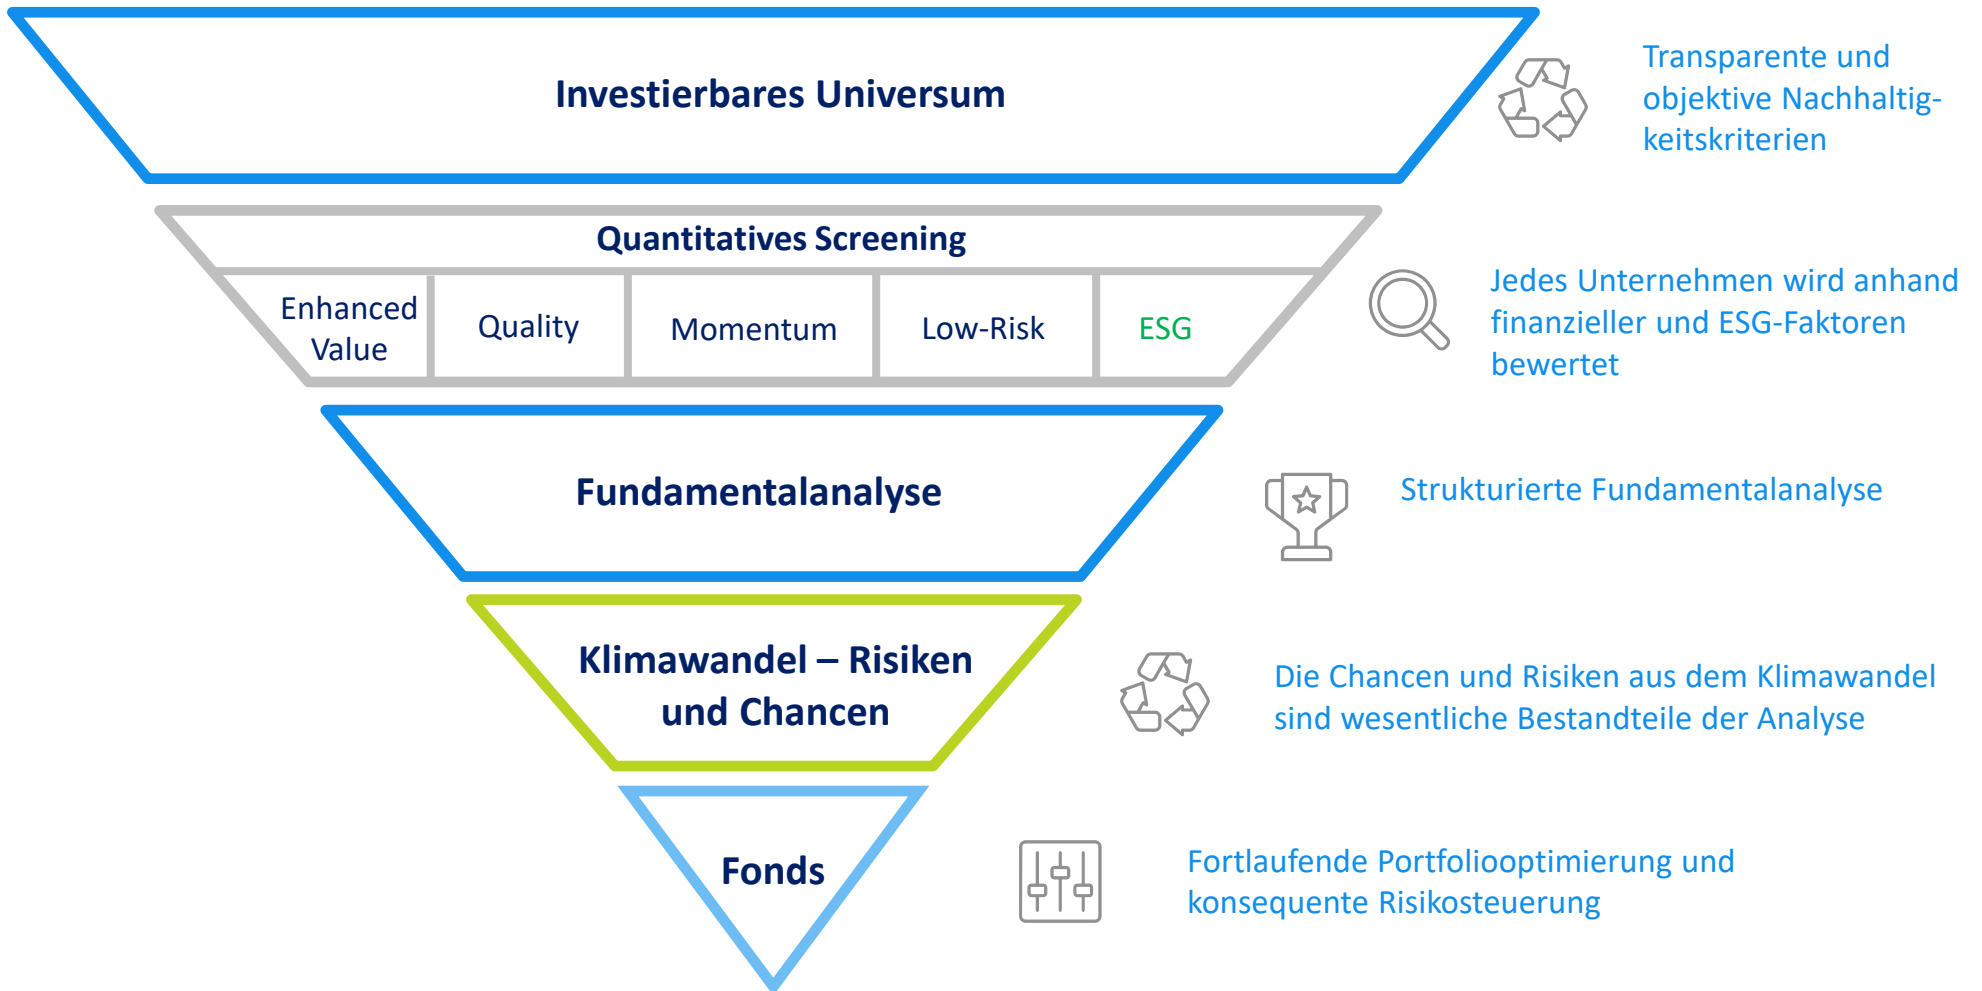 Investierbares Universum
Transparente und
objektive Nachhaltig-
keitskriterien
Quantitatives Screening
Enhanced
Value
Quality
Momentum
Low-Risk
ESG
Jedes Unternehmen wird anhand
finanzieller und ESG-Faktoren
bewertet
Fundamentalanalyse
Strukturierte Fundamentalanalyse
Klimawandel – Risiken
und Chancen
Die Chancen und Risiken aus dem Klimawandel
sind wesentliche Bestandteile der Analyse
Fonds
Fortlaufende Portfoliooptimierung und
konsequente Risikosteuerung